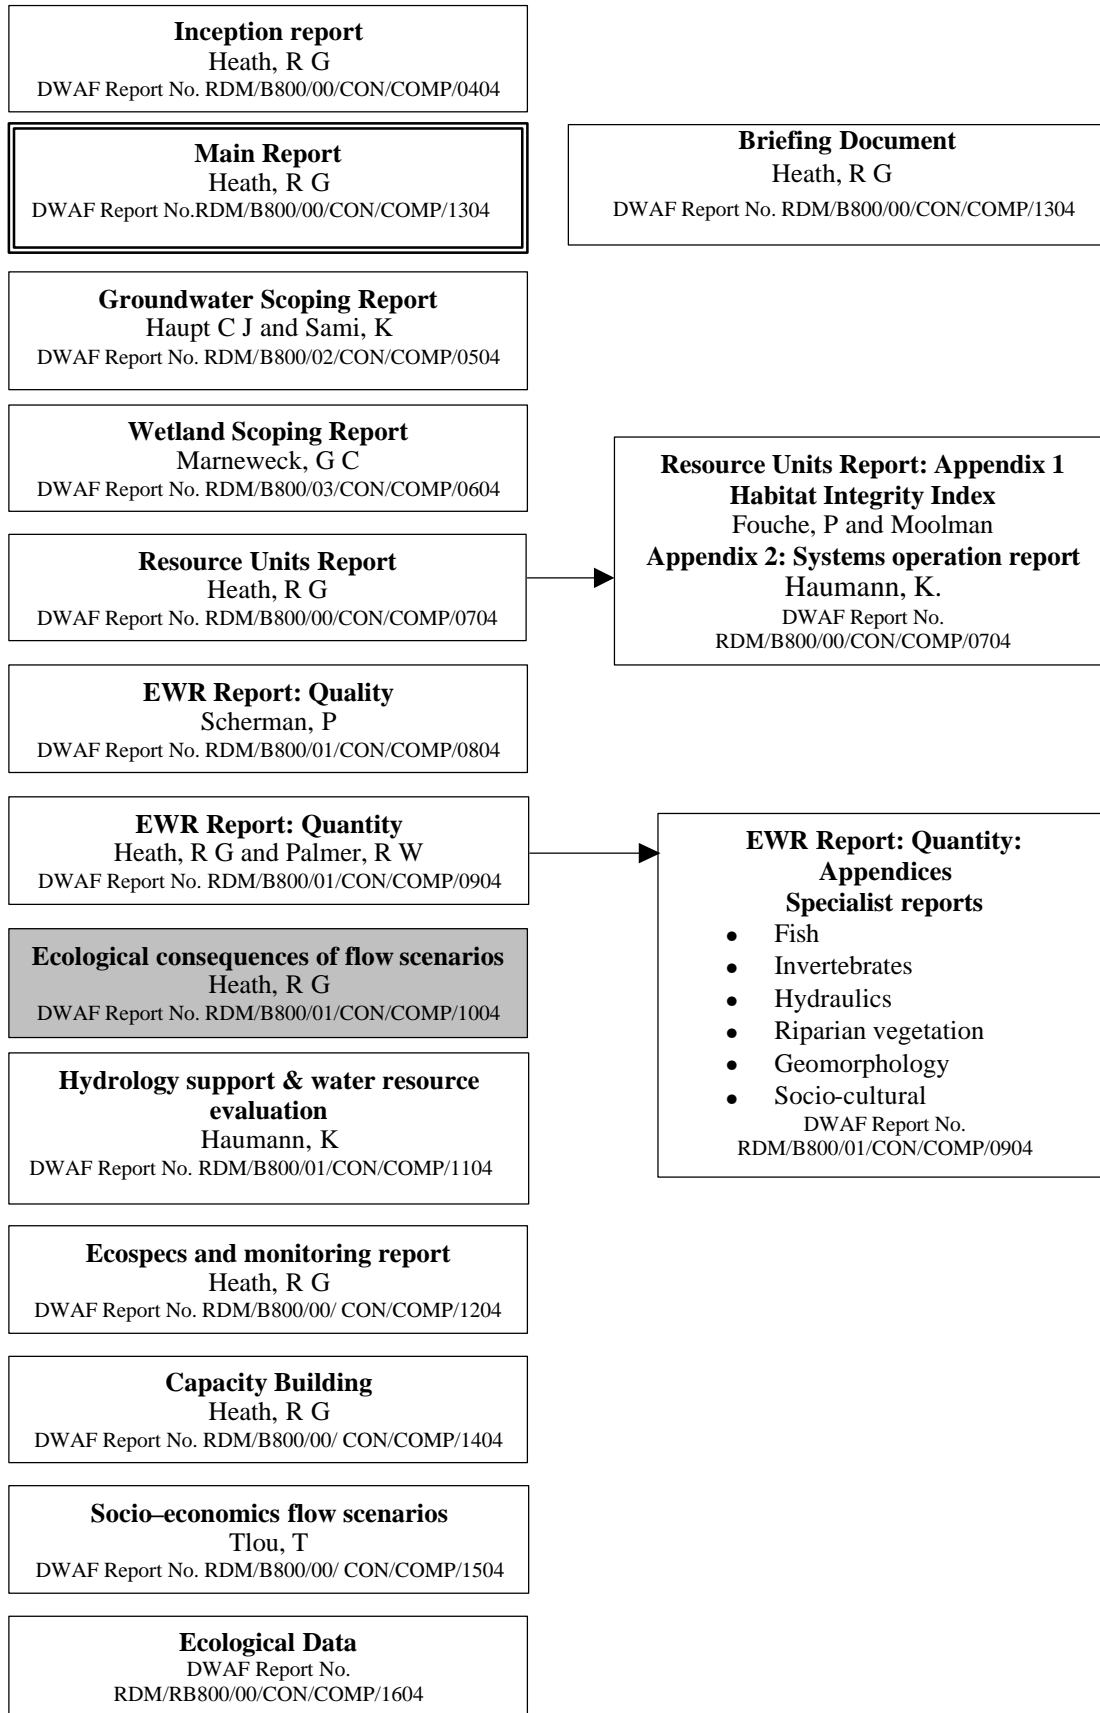 Inception report
Heath, R G
DWAF Report No. RDM/B800/00/CON/COMP/0404
Main Report
Heath, R G
DWAF Report No.RDM/B800/00/CON/COMP/1304
Briefing Document
Heath, R G
DWAF Report No. RDM/B800/00/CON/COMP/1304
Groundwater Scoping Report
Haupt C J and Sami, K
DWAF Report No. RDM/B800/02/CON/COMP/0504
Wetland Scoping Report
Marneweck, G C
DWAF Report No. RDM/B800/03/CON/COMP/0604
Resource Units Report
Heath, R G
DWAF Report No. RDM/B800/00/CON/COMP/0704
Resource Units Report: Appendix 1
Habitat Integrity Index
Fouche, P and Moolman
Appendix 2: Systems operation report
Haumann, K.
DWAF Report No.
RDM/B800/00/CON/COMP/0704
EWR Report: Quality
Scherman, P
DWAF Report No. RDM/B800/01/CON/COMP/0804
EWR Report: Quantity
Heath, R G and Palmer, R W
DWAF Report No. RDM/B800/01/CON/COMP/0904
EWR Report: Quantity:
Appendices
Specialist reports
• Fish
• Invertebrates
• Hydraulics
• Riparian vegetation
• Geomorphology
• Socio-cultural
DWAF Report No.
RDM/B800/01/CON/COMP/0904
Ecological consequences of flow scenarios
Heath, R G
DWAF Report No. RDM/B800/01/CON/COMP/1004
Hydrology support & water resource
evaluation
Haumann, K
DWAF Report No. RDM/B800/01/CON/COMP/1104
Ecospecs and monitoring report
Heath, R G
DWAF Report No. RDM/B800/00/ CON/COMP/1204
Capacity Building
Heath, R G
DWAF Report No. RDM/B800/00/ CON/COMP/1404
Socio–economics flow scenarios
Tlou, T
DWAF Report No. RDM/B800/00/ CON/COMP/1504
Ecological Data
DWAF Report No.
RDM/RB800/00/CON/COMP/1604